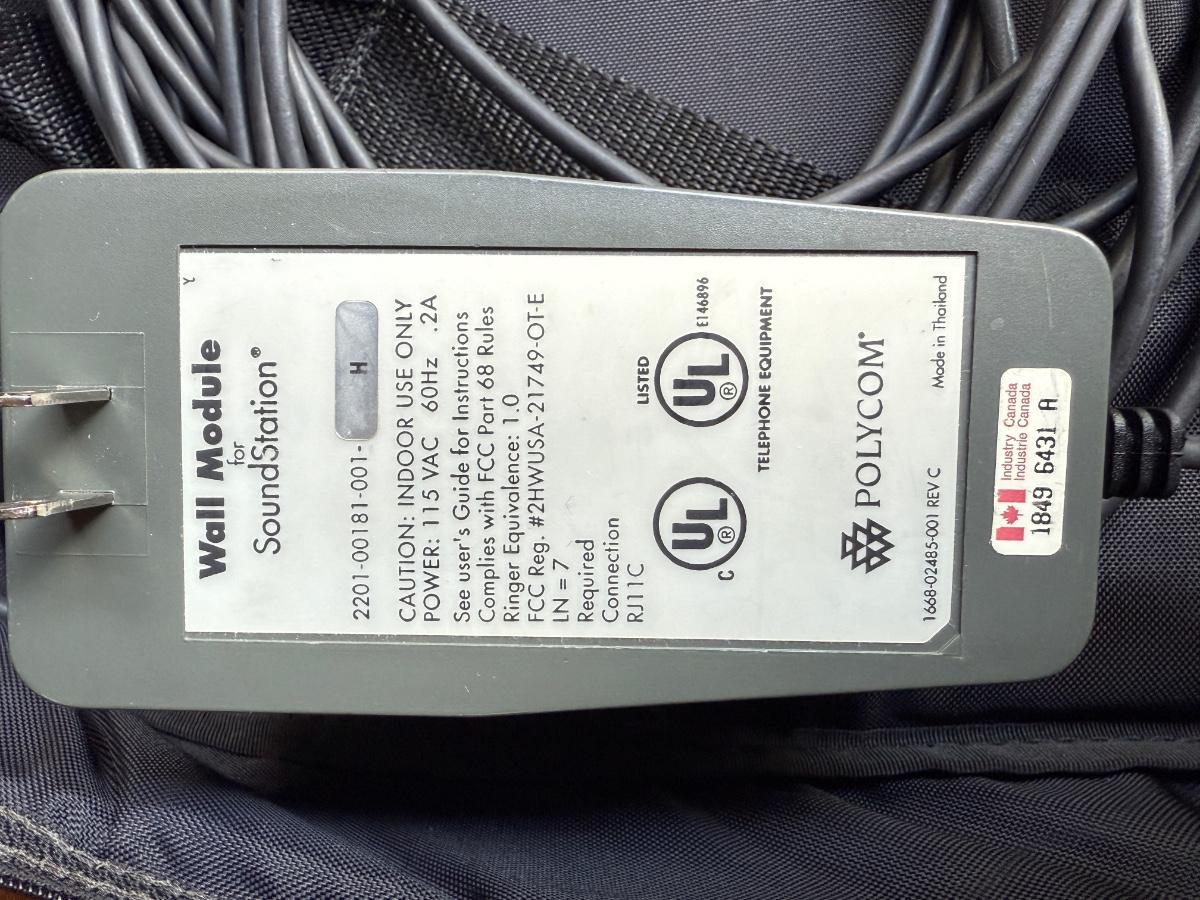 Y
Wall Module
for
SoundStation®
2201-00181-001- H
CAUTION: INDOOR USE ONLY
POWER: 115 VAC 60Hz .2A
See user's Guide for Instructions
Complies with FCC Part 68 Rules
Ringer Equivalence: 1.0
FCC Reg. #2HWUSA-21749-OT-E
LN = 7
Required
Connection
RJ11C
C UL ®
LISTED
UL ® E146896
TELEPHONE EQUIPMENT
POLYCOM®
1668-02485-001 REV C
Made in Thailand
Industry Canada
Industrie Canada
1849 6431 A